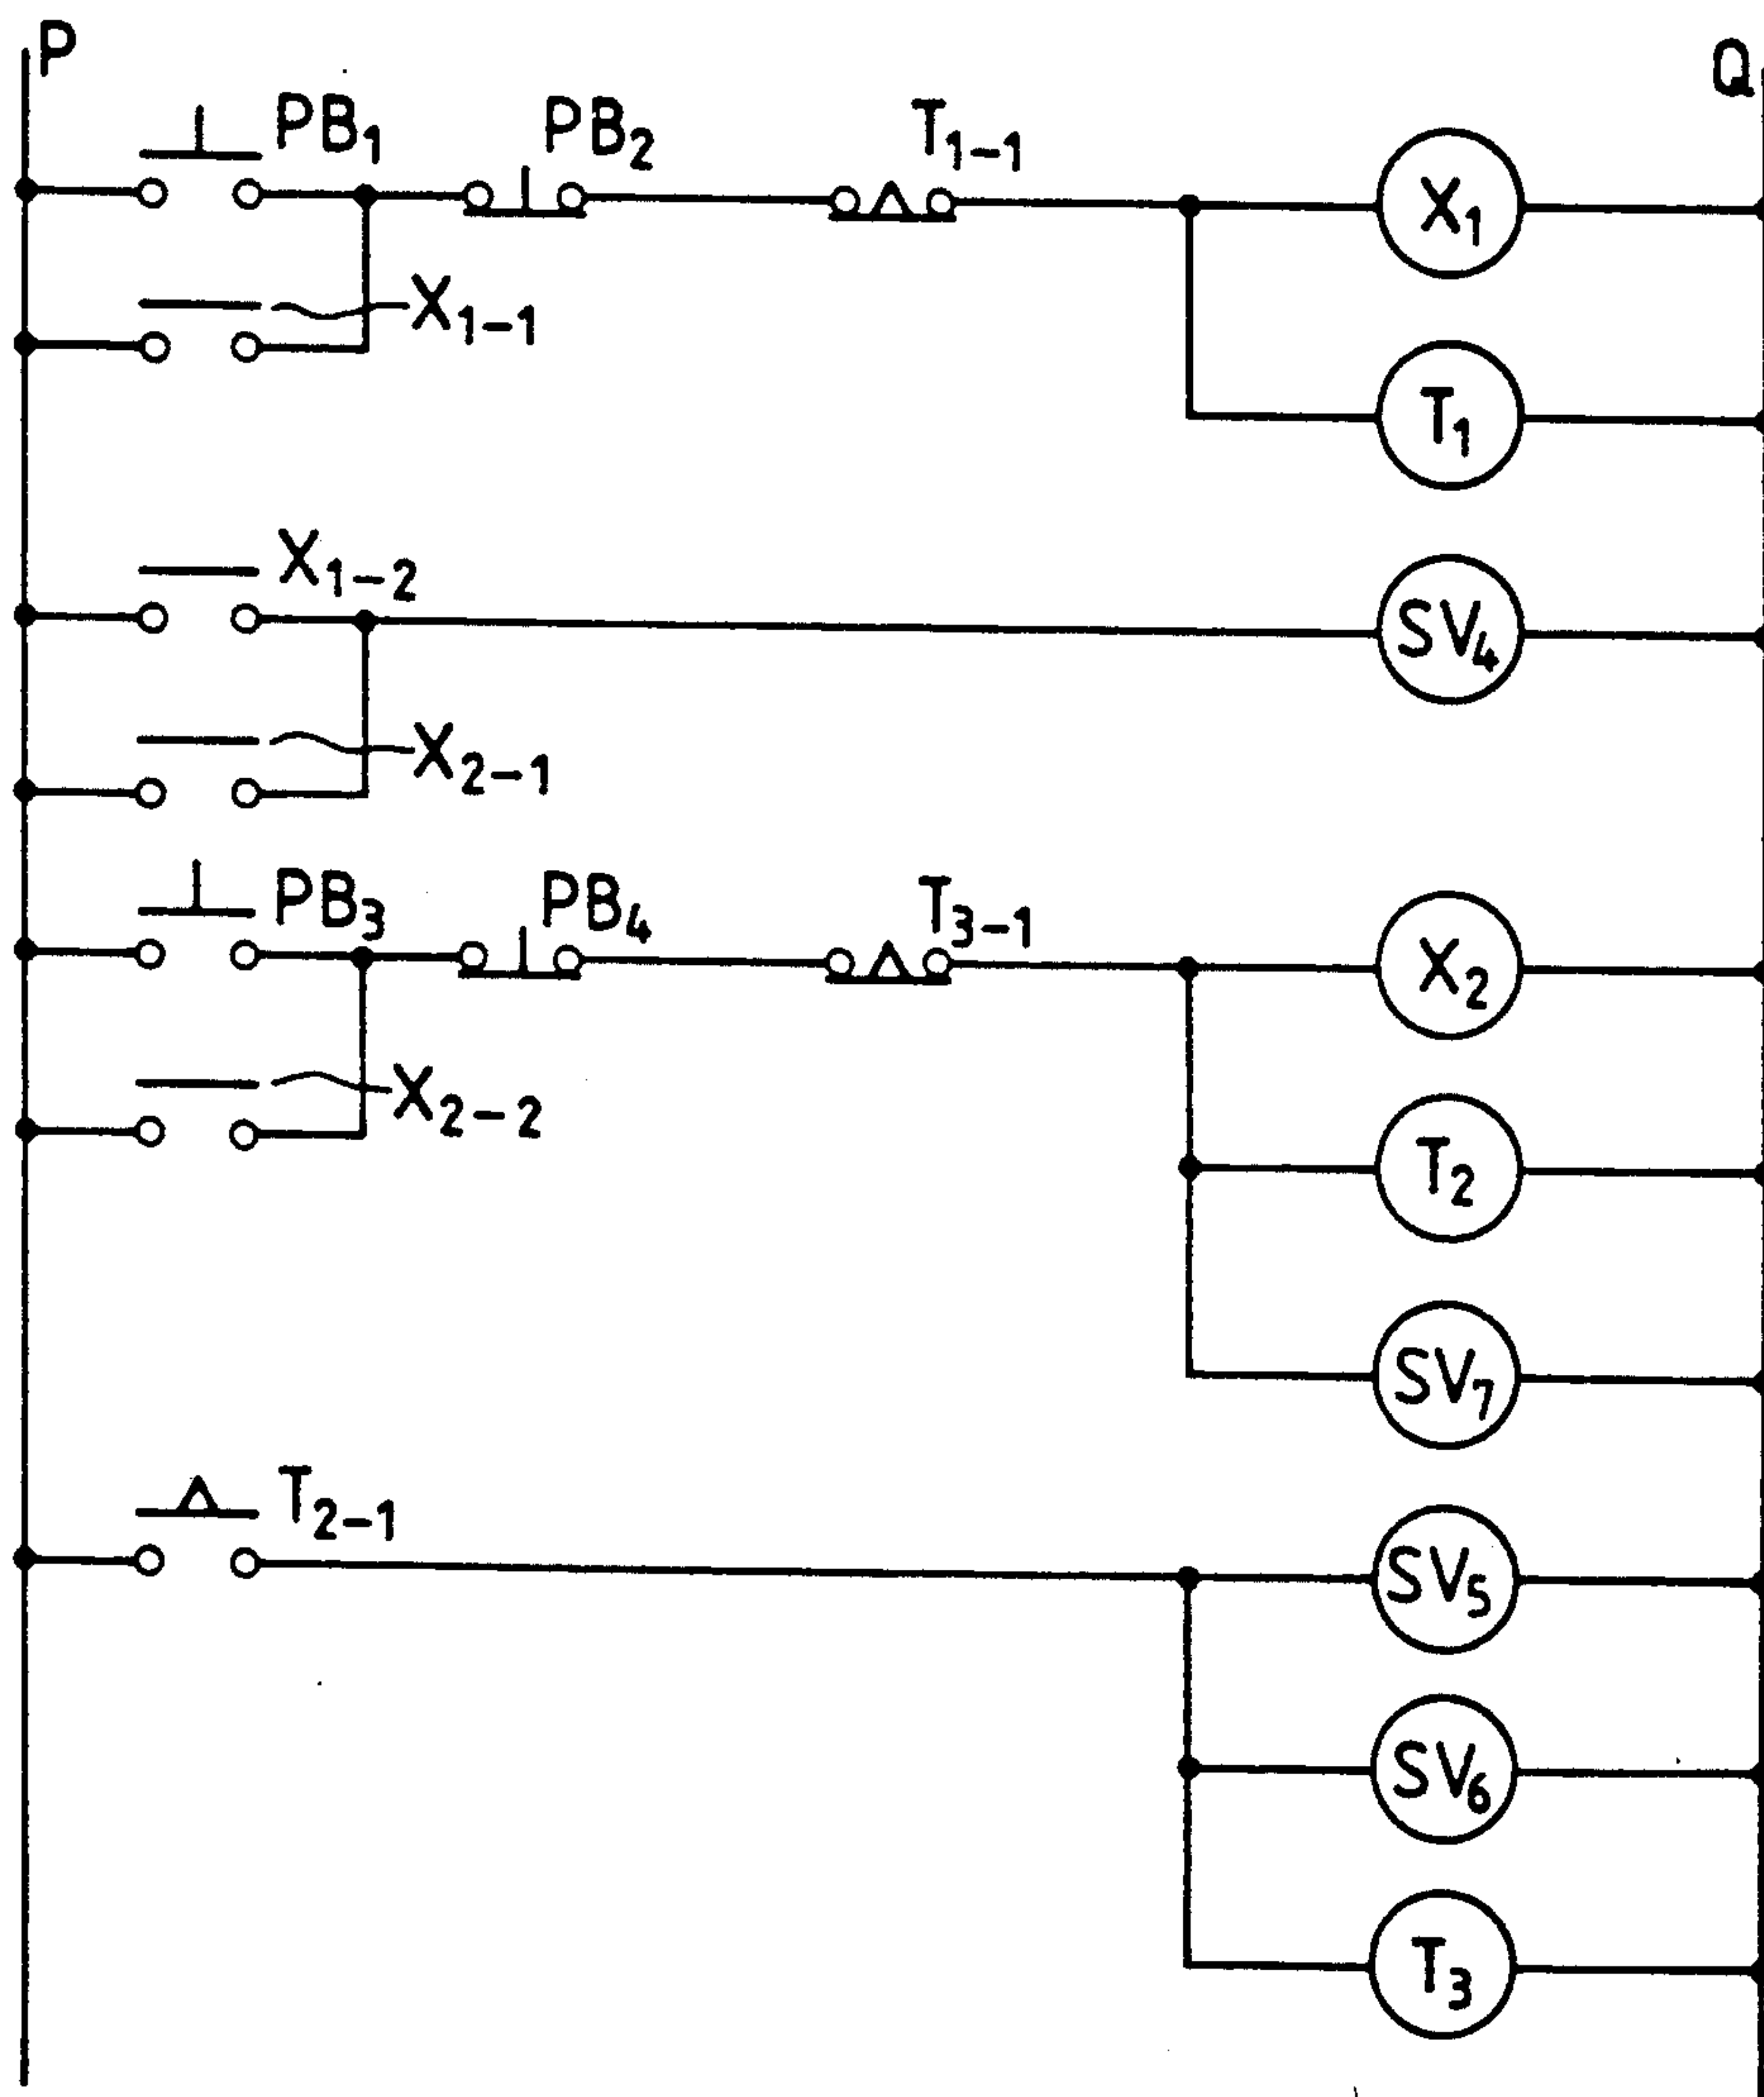 P Q
PB₁ PB₂ T₁₋₁ X₁
X₁₋₁
T₁
X₁₋₂ SV₄
X₂₋₁
PB₃ PB₄ T₃₋₁ X₂
X₂₋₂
T₂
SV₇
T₂₋₁ SV₅
SV₆
T₃